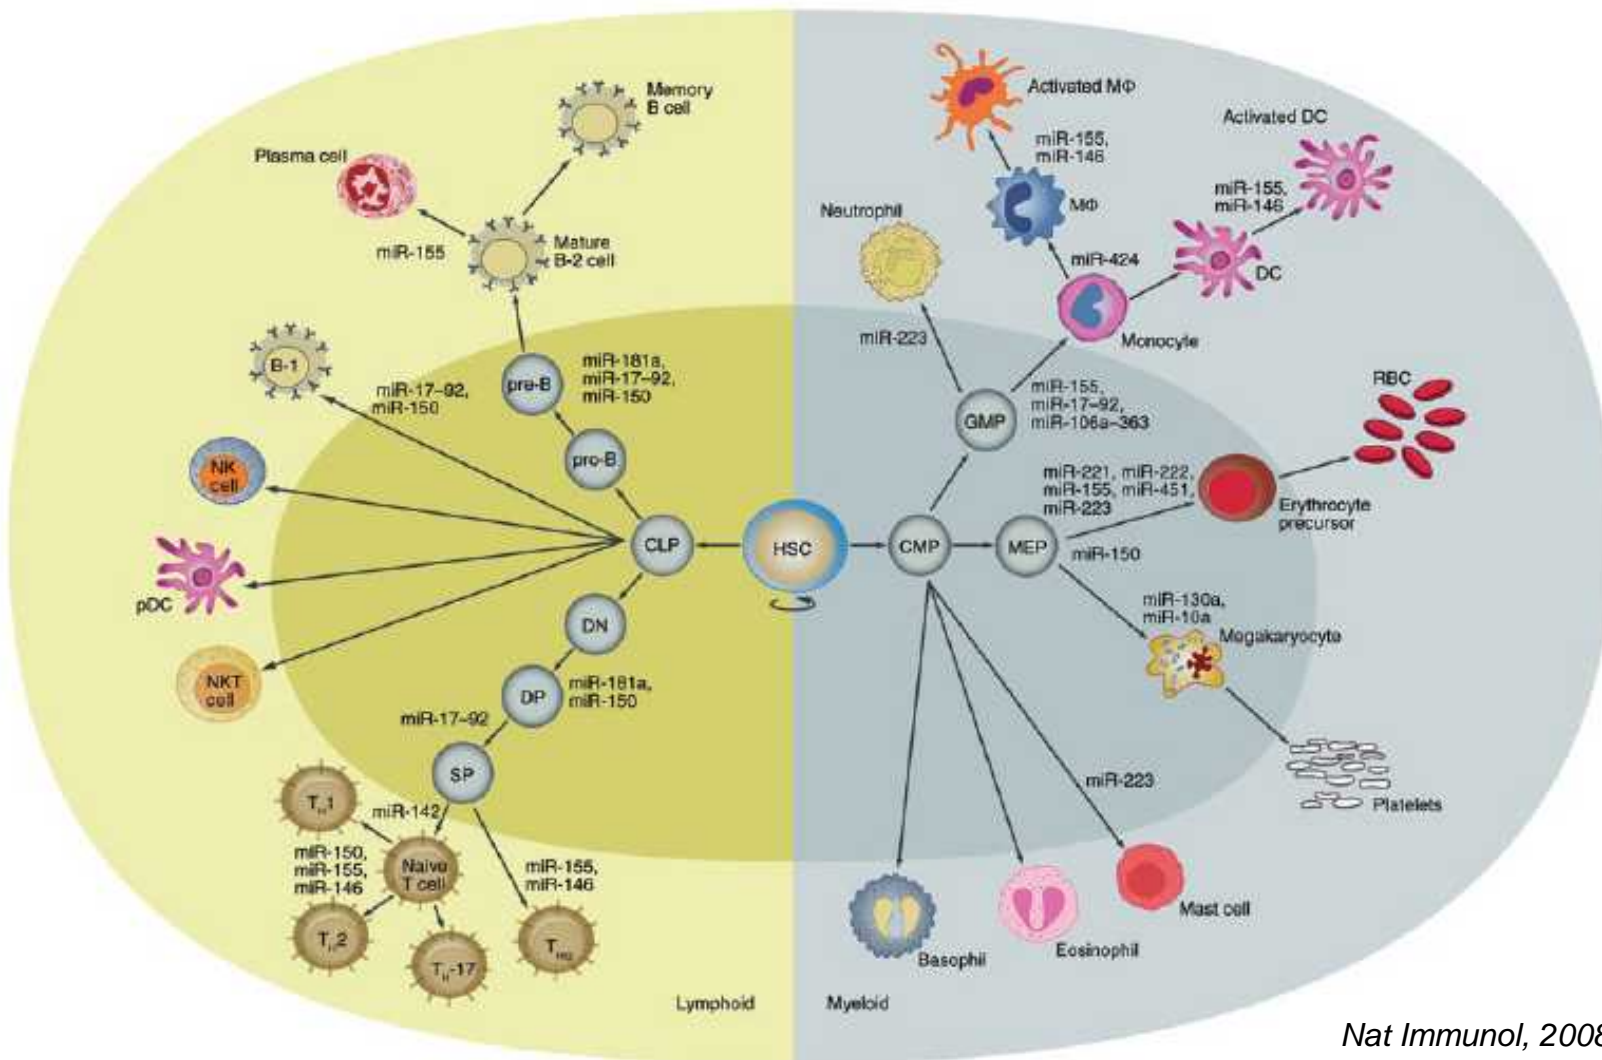 Memory
B cell
Plasma cell
miR-155
Mature
B-2 cell
B-1
miR-17–92,
miR-150
pre-B
miR-181a,
miR-17–92,
miR-150
pro-B
NK
cell
CLP
HSC
pDC
DN
NKT
cell
DP
miR-181a,
miR-150
miR-17–92
SP
TH1
miR-142
miR-150,
miR-155,
miR-146
Naive
T cell
miR-155,
miR-146
TH2
TH-17
Treg
Lymphoid
Activated MΦ
Activated DC
miR-155,
miR-146
miR-155,
miR-146
Neutrophil
MΦ
miR-424
DC
miR-223
Monocyte
RBC
GMP
miR-155,
miR-17–92,
miR-106a–363
miR-221, miR-222,
miR-155, miR-451,
miR-223
Erythrocyte
precursor
CMP
MEP
miR-150
miR-130a,
miR-10a
Megakaryocyte
miR-223
Platelets
Mast cell
Eosinophil
Basophil
Myeloid
Nat Immunol, 2008